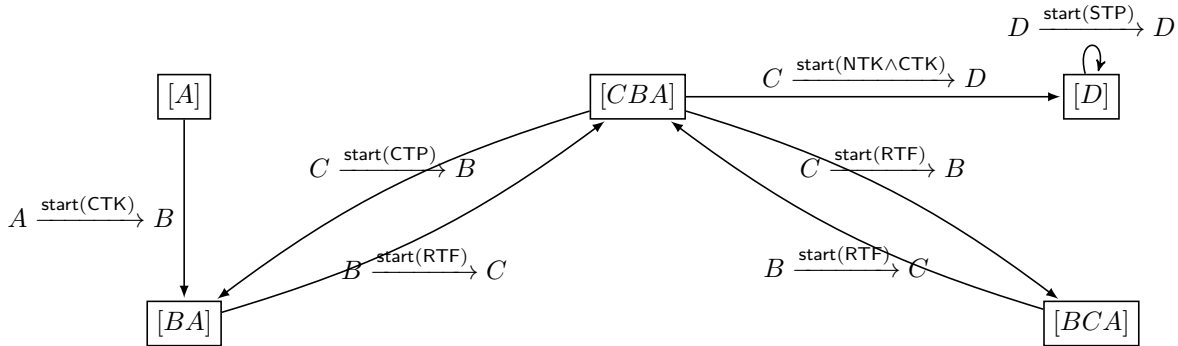 D start(STP) D
[A]
[CBA]
C start(NTK∧CTK) D
[D]
C start(CTP) B
C start(RTF) B
A start(CTK) B
B start(RTF) C
B start(RTF) C
[BA]
[BCA]